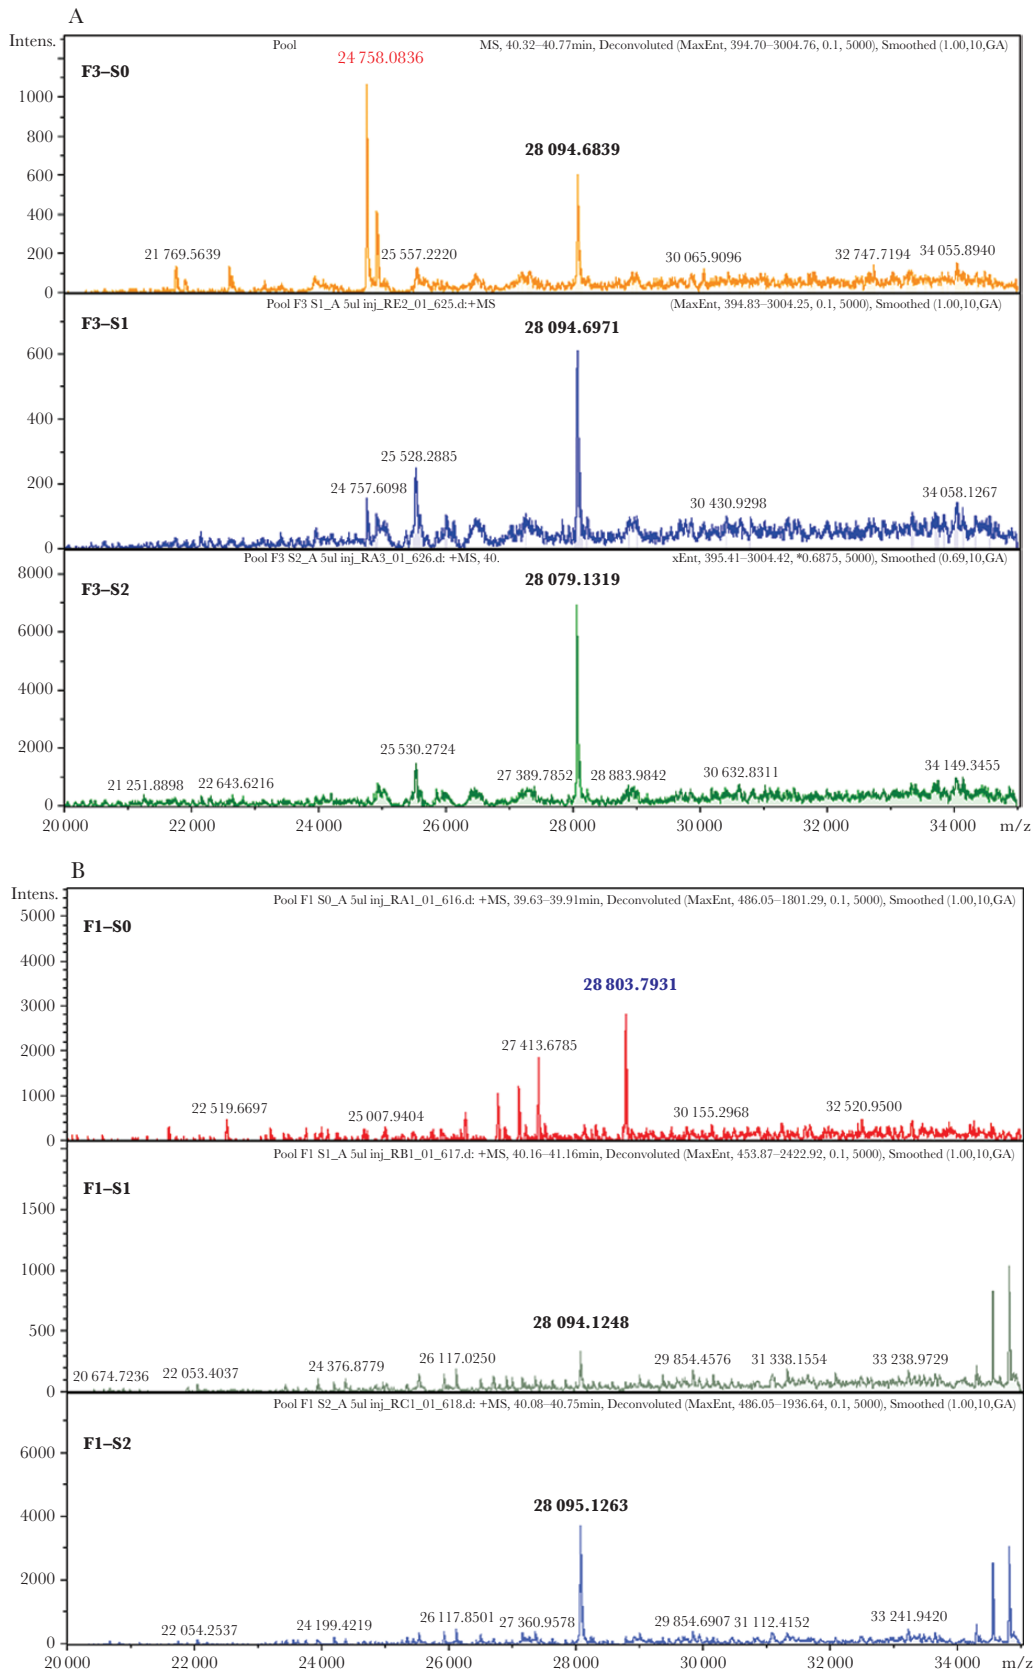 A
Intens.
Pool MS, 40.32–40.77min, Deconvoluted (MaxEnt, 394.70–3004.76, 0.1, 5000), Smoothed (1.00,10,GA)
24 758.0836
F3–S0
1000
28 094.6839
800
600
400
21 769.5639 25 557.2220 30 065.9096 32 747.7194 34 055.8940
200
0
Pool F3 S1_A 5ul inj_RE2_01_625.d:+MS (MaxEnt, 394.83–3004.25, 0.1, 5000), Smoothed (1.00,10,GA)
F3–S1 28 094.6971
600
400
25 528.2885
24 757.6098 30 430.9298 34 058.1267
200
0
Pool F3 S2_A 5ul inj_RA3_01_626.d: +MS, 40. xEnt, 395.41–3004.42, *0.6875, 5000), Smoothed (0.69,10,GA)
8000
F3–S2 28 079.1319
6000
4000
2000
25 530.2724
21 251.8898 22 643.6216 27 389.7852 28 883.9842 30 632.8311 34 149.3455
0
20 000 22 000 24 000 26 000 28 000 30 000 32 000 34 000 m/z
B
Intens.
Pool F1 S0_A 5ul inj_RA1_01_616.d: +MS, 39.63–39.91min, Deconvoluted (MaxEnt, 486.05–1801.29, 0.1, 5000), Smoothed (1.00,10,GA)
5000
F1–S0
4000
28 803.7931
3000
27 413.6785
2000
1000
22 519.6697 25 007.9404 30 155.2968 32 520.9500
0
Pool F1 S1_A 5ul inj_RB1_01_617.d: +MS, 40.16–41.16min, Deconvoluted (MaxEnt, 453.87–2422.92, 0.1, 5000), Smoothed (1.00,10,GA)
F1–S1
1500
1000
28 094.1248
500
20 674.7236 22 053.4037 24 376.8779 26 117.0250 29 854.4576 31 338.1554 33 238.9729
0
Pool F1 S2_A 5ul inj_RC1_01_618.d: +MS, 40.08–40.75min, Deconvoluted (MaxEnt, 486.05–1936.64, 0.1, 5000), Smoothed (1.00,10,GA)
F1–S2
6000
28 095.1263
4000
2000
22 054.2537 24 199.4219 26 117.8501 27 360.9578 29 854.6907 31 112.4152 33 241.9420
0
20 000 22 000 24 000 26 000 28 000 30 000 32 000 34 000 m/z